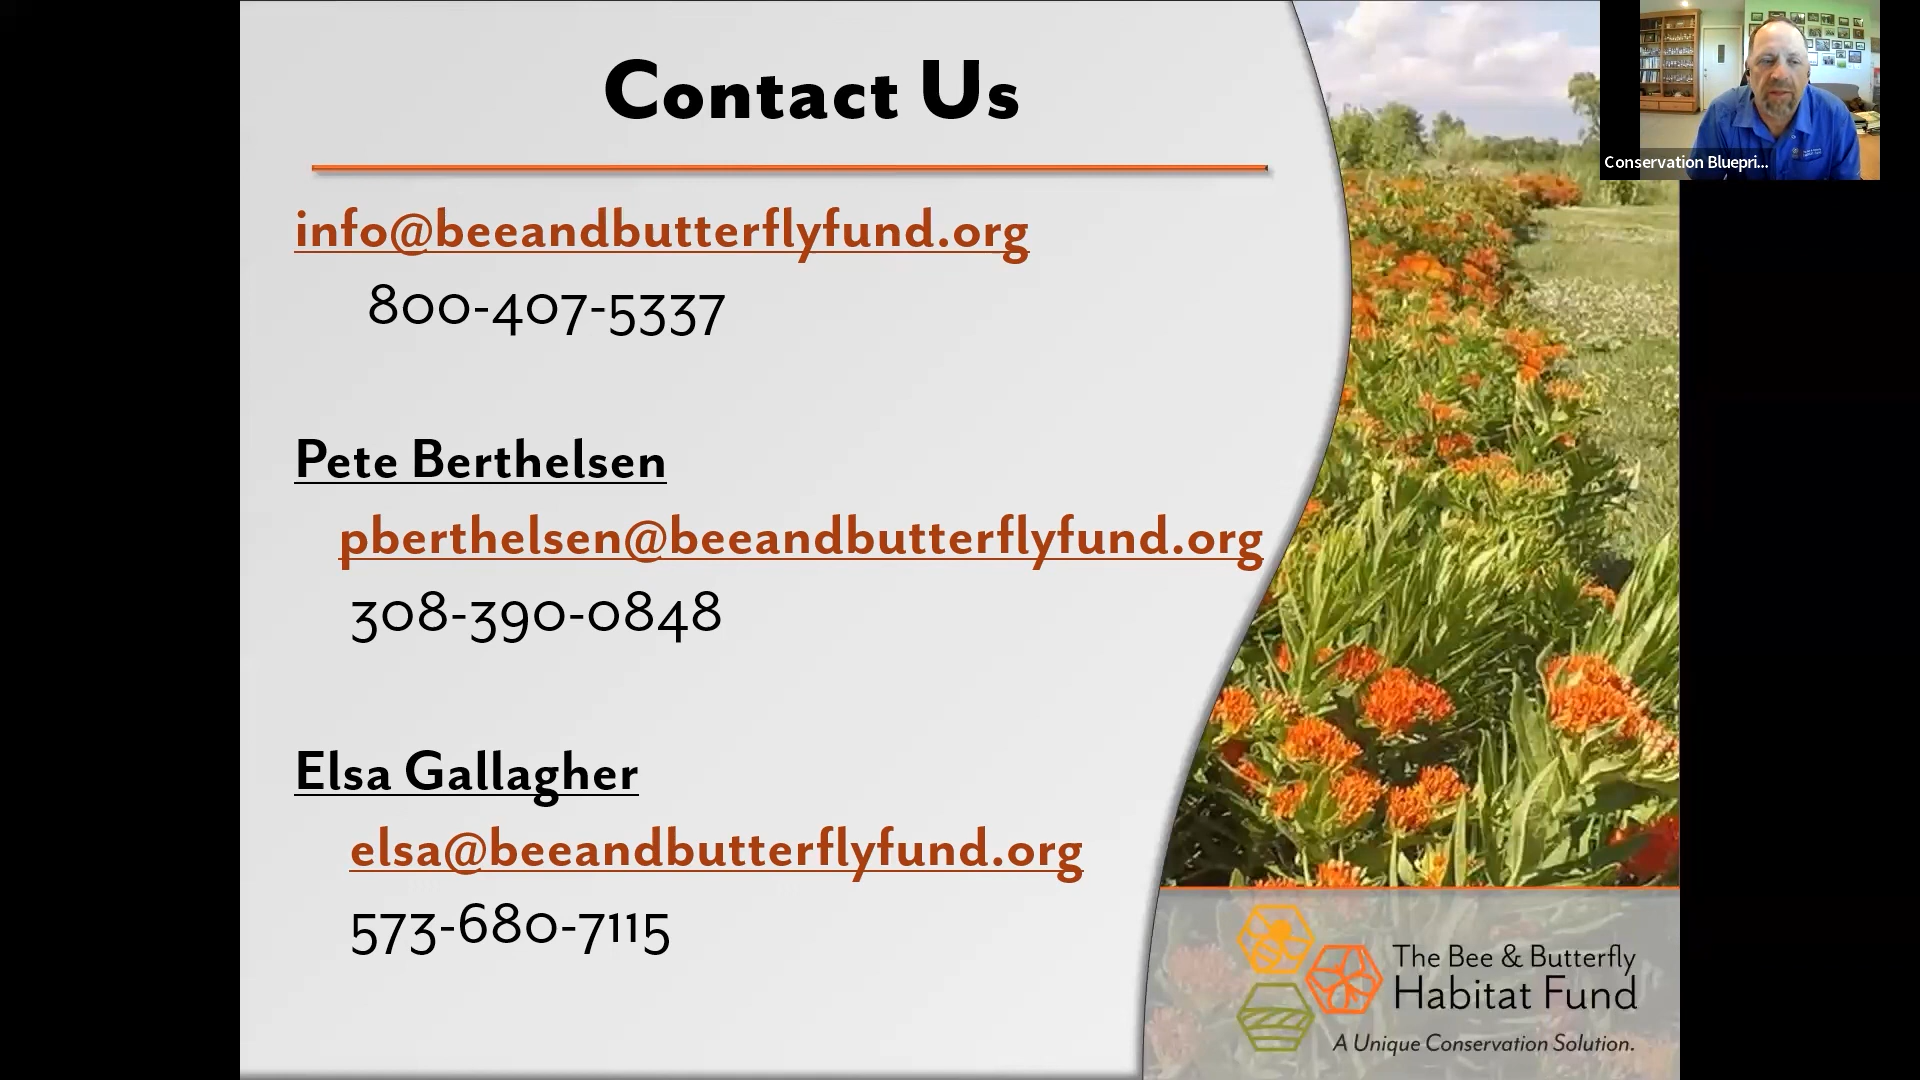 Contact Us
info@beeandbutterflyfund.org
800-407-5337
Pete Berthelsen
pberthelsen@beeandbutterflyfund.org
308-390-0848
Elsa Gallagher
elsa@beeandbutterflyfund.org
573-680-7115
Conservation Bluepri...
The Bee & Butterfly
Habitat Fund
A Unique Conservation Solution.